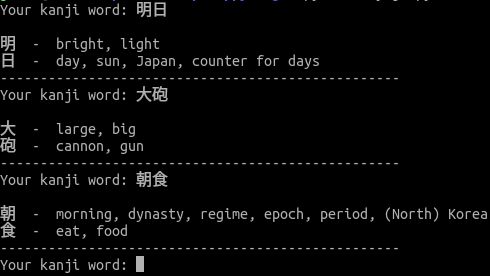 Your kanji word: 明日
明 - bright, light
日 - day, sun, Japan, counter for days
--------------------------------------------------
Your kanji word: 大砲
大 - large, big
砲 - cannon, gun
--------------------------------------------------
Your kanji word: 朝食
朝 - morning, dynasty, regime, epoch, period, (North) Korea
食 - eat, food
--------------------------------------------------
Your kanji word: